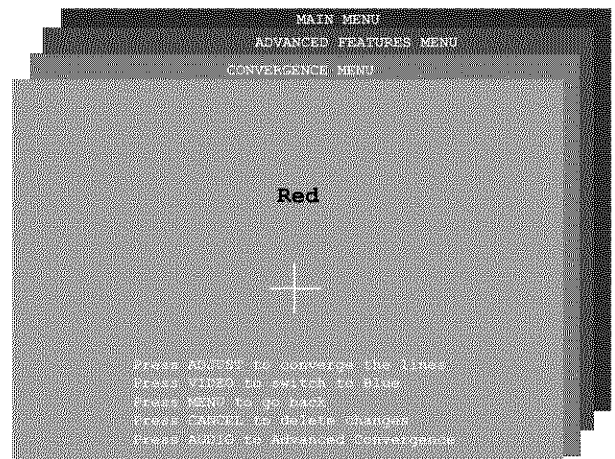 MAIN MENU
ADVANCED FEATURES MENU
CONVERGENCE MENU
Red
Press ADJUST to converge the lines
Press VIDEO to switch to Blue
Press MENU to go back
Press CANCEL to delete Changes
Press AUDIO to Advanced Convergence